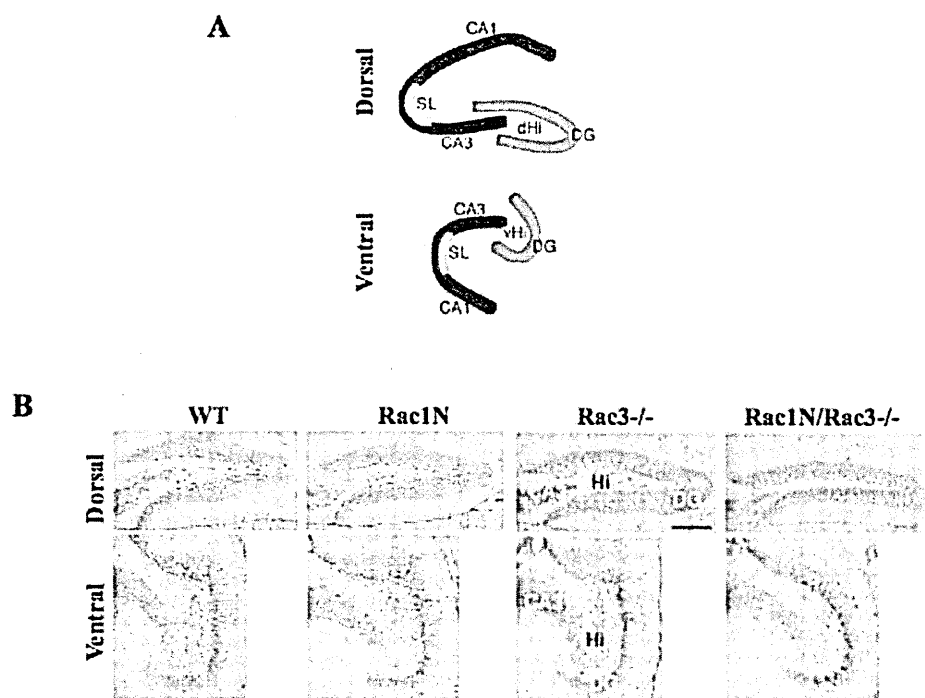 A
Dorsal
CA1
SL
dHi
DG
CA3
Ventral
CA3
vHi
SL
DG
CA1
B
WT
Rac1N
Rac3-/-
Rac1N/Rac3-/-
Dorsal
Hi
DG
Ventral
Hi